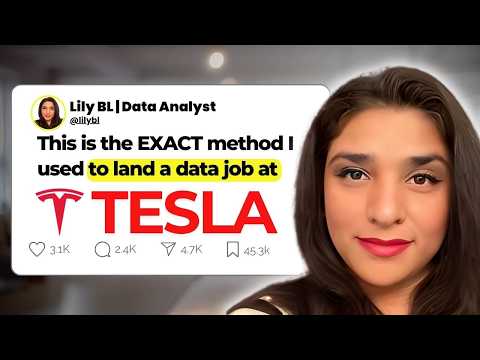 Lily BL | Data Analyst
@lilybl
This is the EXACT method I
used to land a data job at
TESLA
3.1K 2.4K 4.7K 45.3k